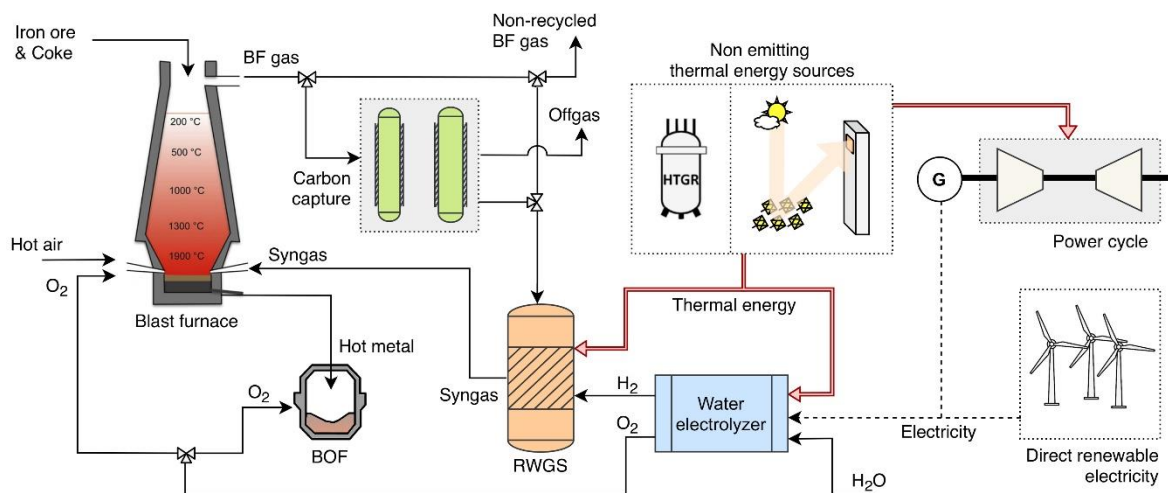 Iron ore
& Coke
BF gas
Non-recycled
BF gas
Offgas
Carbon
capture
200 °C
500 °C
1000 °C
1300 °C
1900 °C
Hot air
O₂
Syngas
Blast furnace
Hot metal
O₂
BOF
Syngas
RWGS
Non emitting
thermal energy sources
HTGR
Thermal energy
H₂
O₂
Water
electrolyzer
H₂O
Electricity
G
Power cycle
Direct renewable
electricity